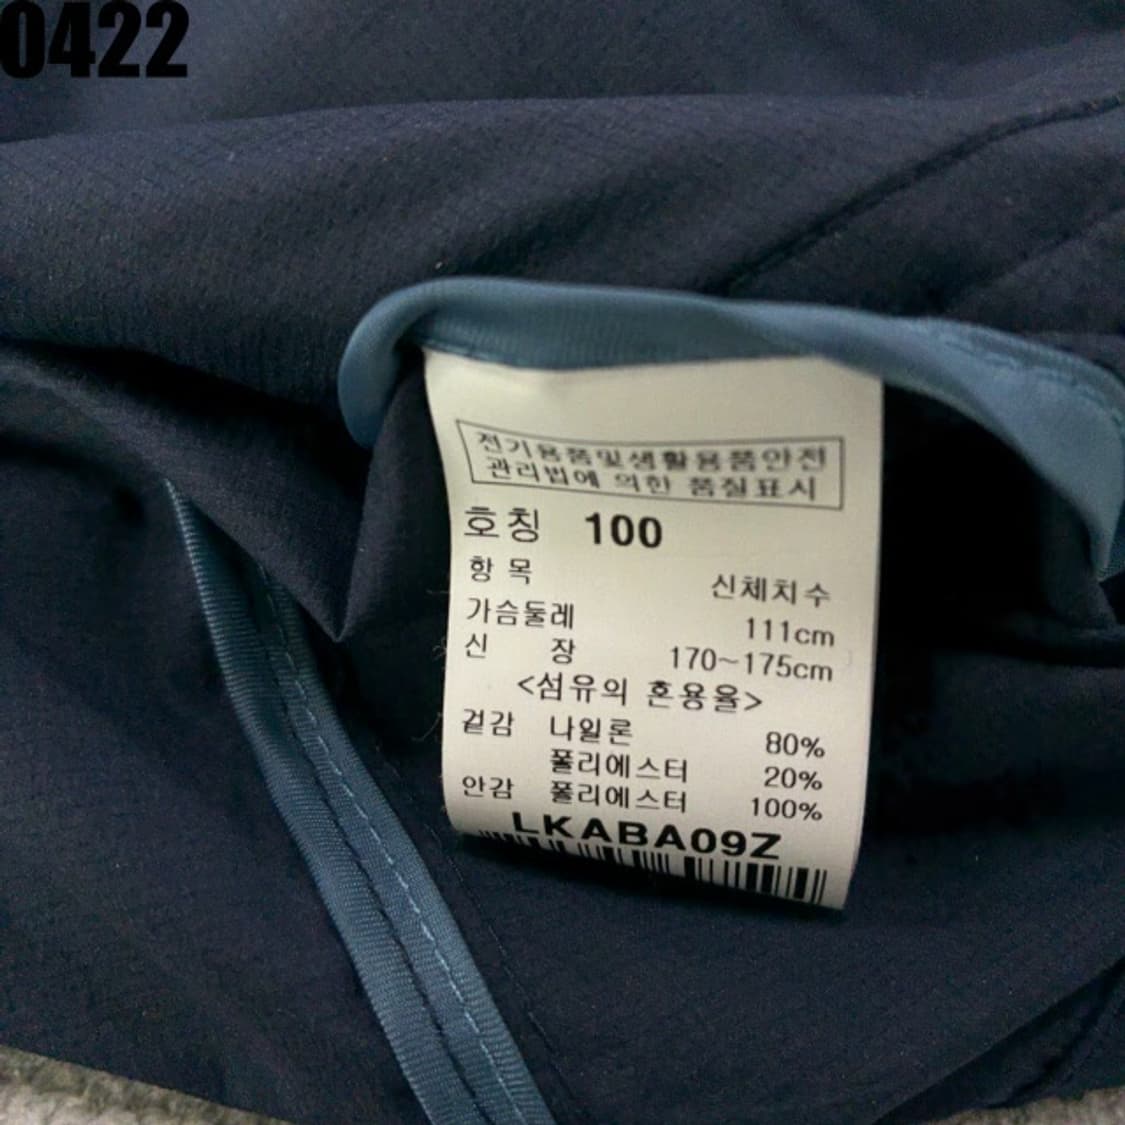 0422
전기용품및생활용품안전
관리법에 의한 품질표시
호칭 100
항 목 신체치수
가슴둘레 111cm
신 장 170~175cm
<섬유의 혼용율>
겉감 나일론 80%
폴리에스터 20%
안감 폴리에스터 100%
LKABA09Z